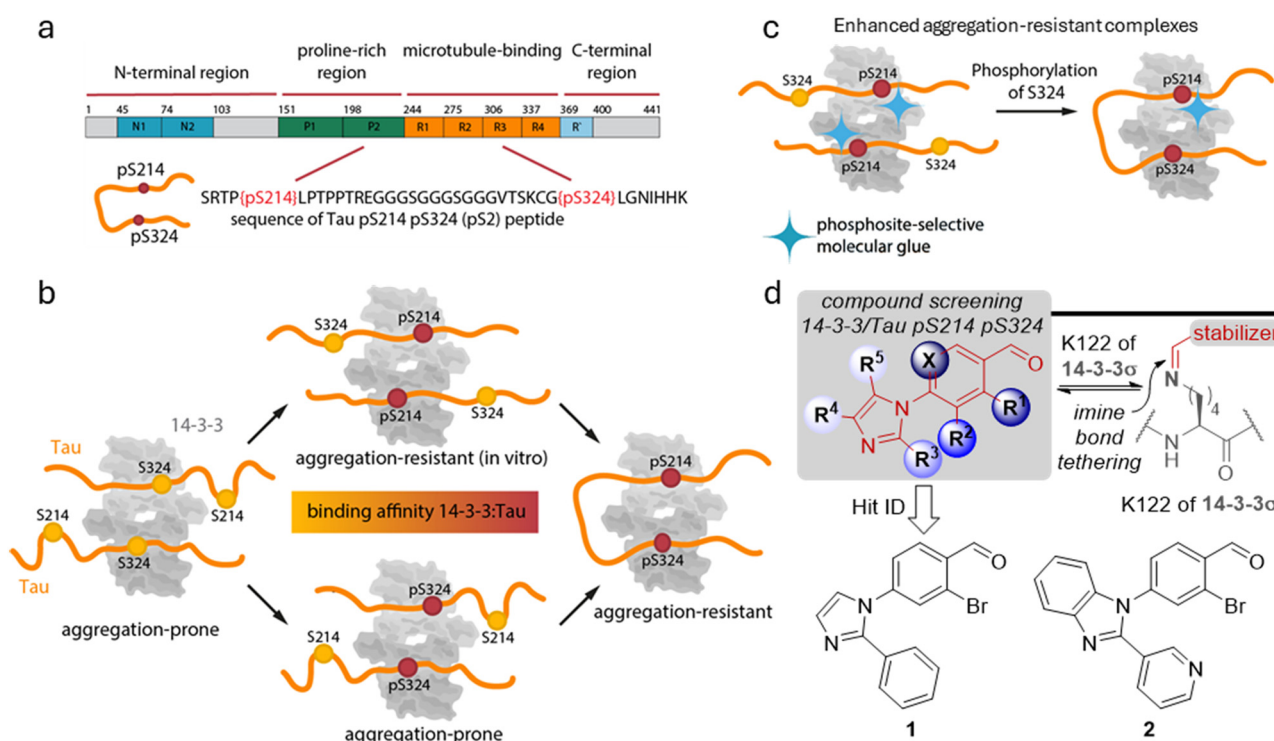 a
N-terminal region
proline-rich
region
microtubule-binding
C-terminal
region
1 45 74 103 151 198 244 275 306 337 369 400 441
N1 N2 P1 P2 R1 R2 R3 R4 R`
pS214
pS324
SRTP{pS214}LPTPPTREGGGSGGGSGGGVTSKCG{pS324}LGNIHHK
sequence of Tau pS214 pS324 (pS2) peptide
b
S324
pS214
pS214
S324
aggregation-resistant (in vitro)
14-3-3
Tau
S324
S214
S214
S324
Tau
aggregation-prone
binding affinity 14-3-3:Tau
pS214
pS324
aggregation-resistant
pS324
S214
S214
pS324
aggregation-prone
c
Enhanced aggregation-resistant complexes
S324
pS214
pS214
S324
Phosphorylation
of S324
pS214
pS324
phosphosite-selective
molecular glue
d
compound screening
14-3-3/Tau pS214 pS324
R5
X
O
R4
N
R1
N
R2
R3
K122 of
14-3-3σ
stabilizer
N
4
imine
bond
tethering
N
H
O
K122 of 14-3-3σ
Hit ID
O
N
Br
N
1
O
N
Br
N
N
2